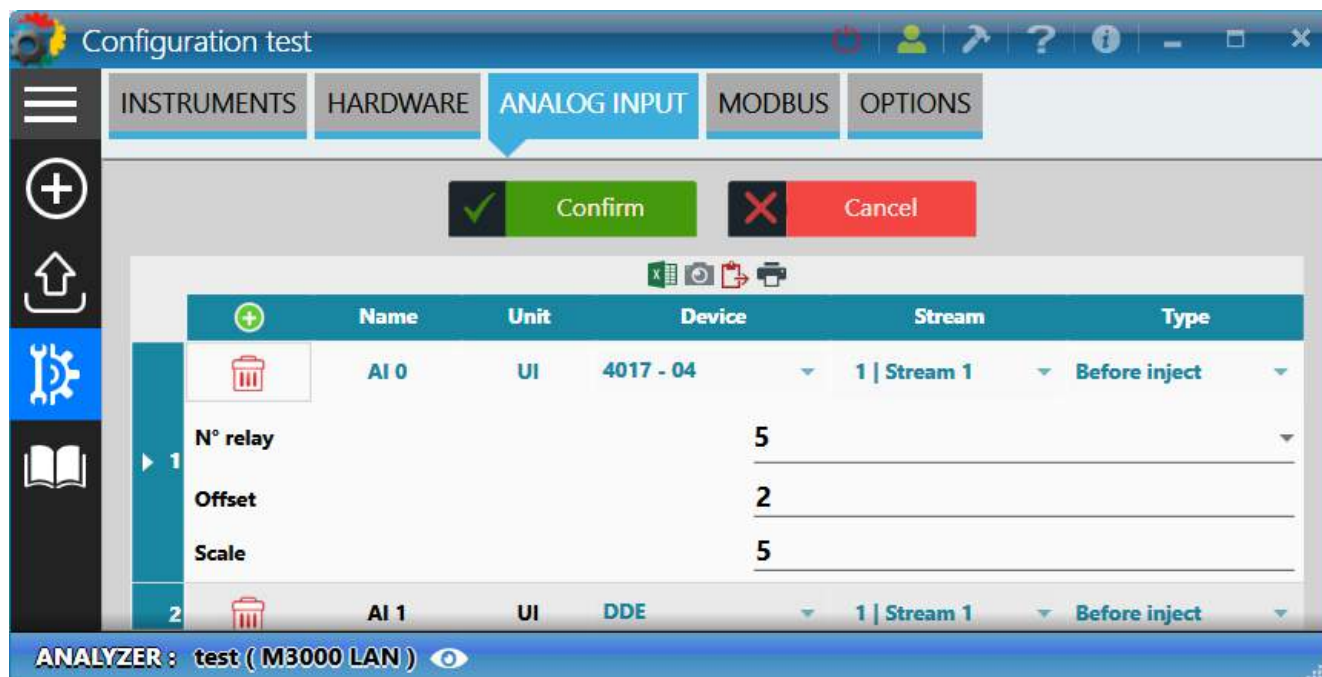 Configuration test
INSTRUMENTS HARDWARE ANALOG INPUT MODBUS OPTIONS
Confirm Cancel
Name Unit Device Stream Type
AI 0 UI 4017 - 04 1 | Stream 1 Before inject
1
N° relay 5
Offset 2
Scale 5
2 AI 1 UI DDE 1 | Stream 1 Before inject
ANALYZER : test ( M3000 LAN )